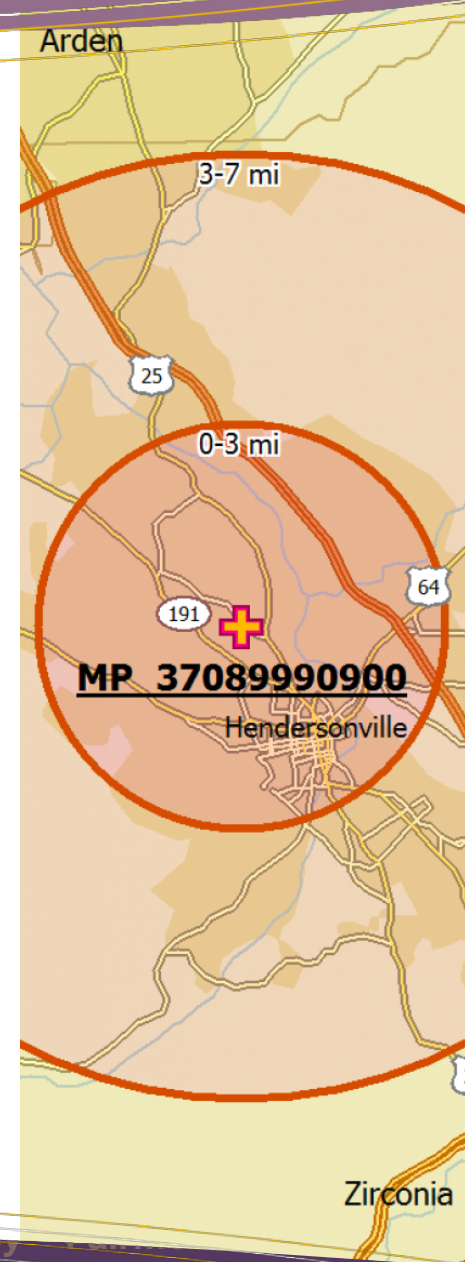 Arden
3-7 mi
25
0-3 mi
64
191
MP 37089990900
Hendersonville
Zirconia